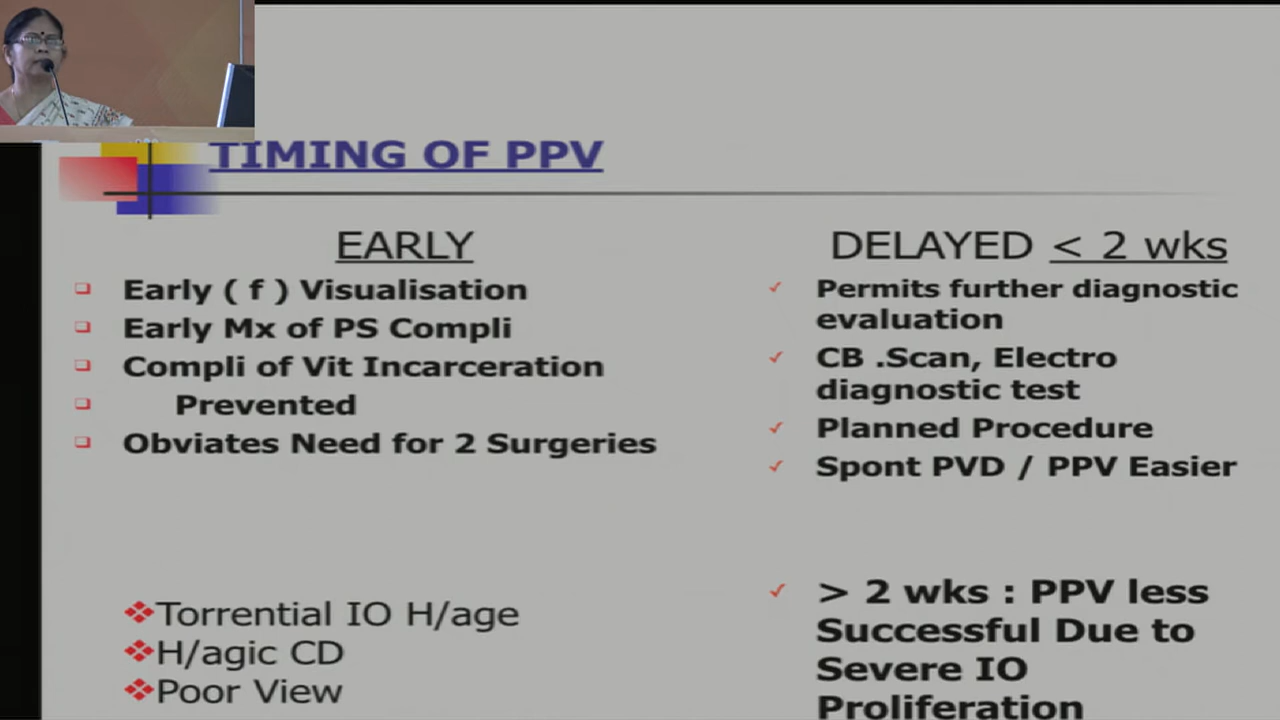 TIMING OF PPV
EARLY
Early ( f ) Visualisation
Early Mx of PS Compli
Compli of Vit Incarceration
Prevented
Obviates Need for 2 Surgeries
Torrential IO H/age
H/agic CD
Poor View
DELAYED < 2 wks
Permits further diagnostic
evaluation
CB .Scan, Electro
diagnostic test
Planned Procedure
Spont PVD / PPV Easier
> 2 wks : PPV less
Successful Due to
Severe IO
Proliferation